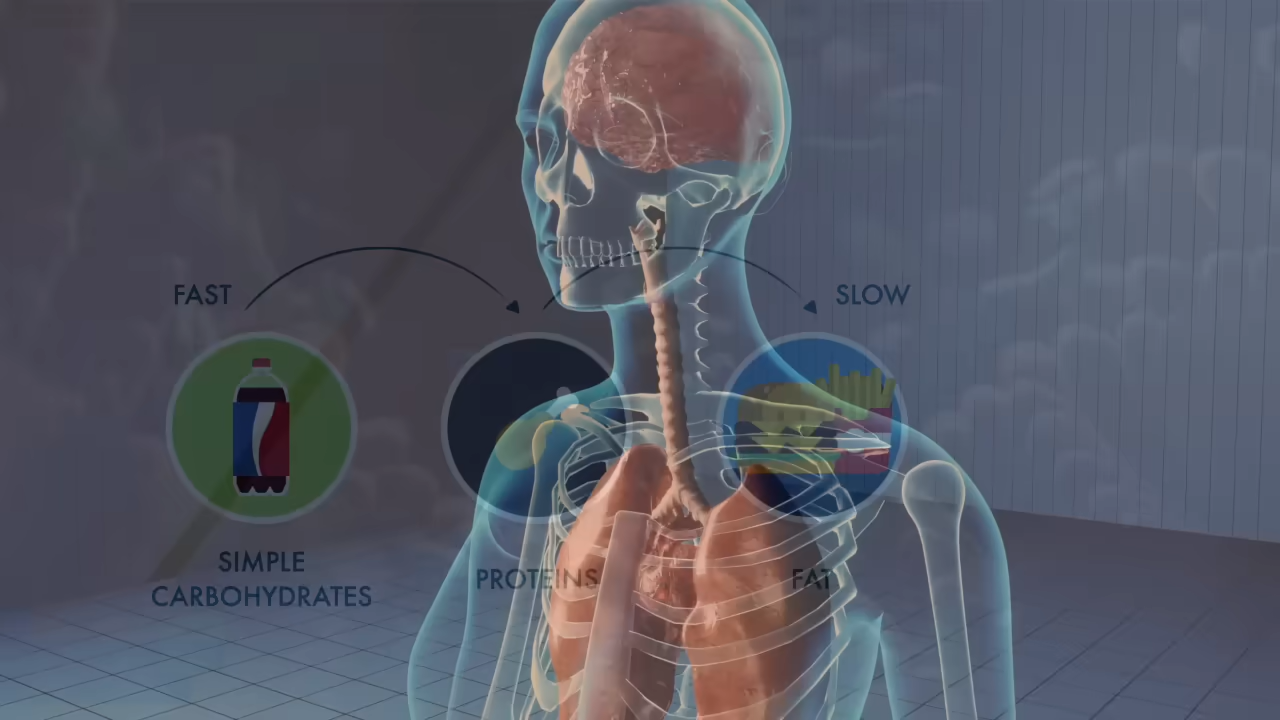 FAST
SLOW
SIMPLE
CARBOHYDRATES
PROTEINS
FAT